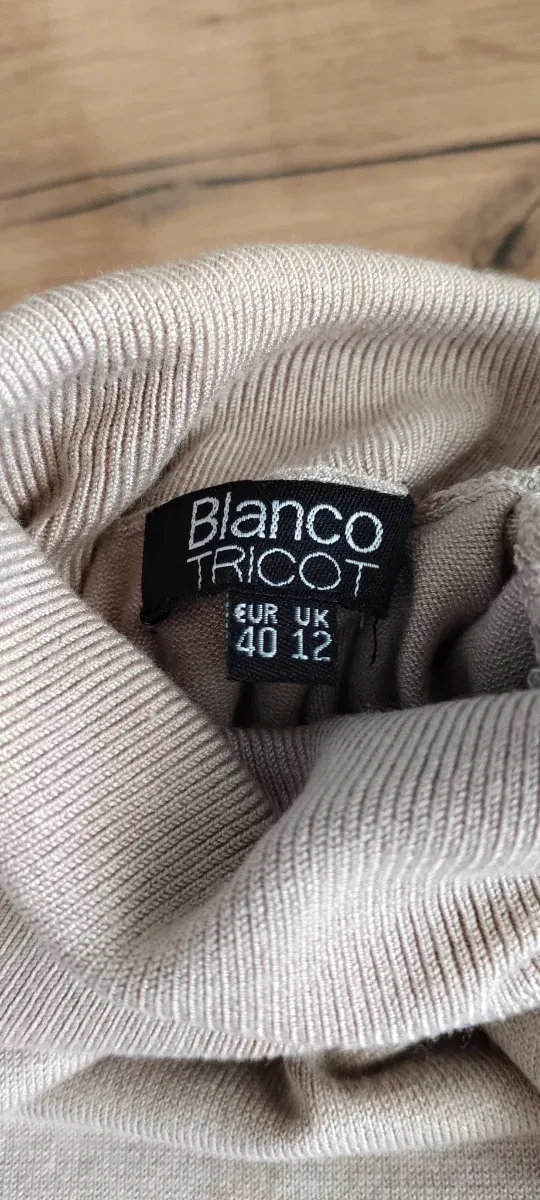 Blanco
TRICOT
EUR UK
40 12